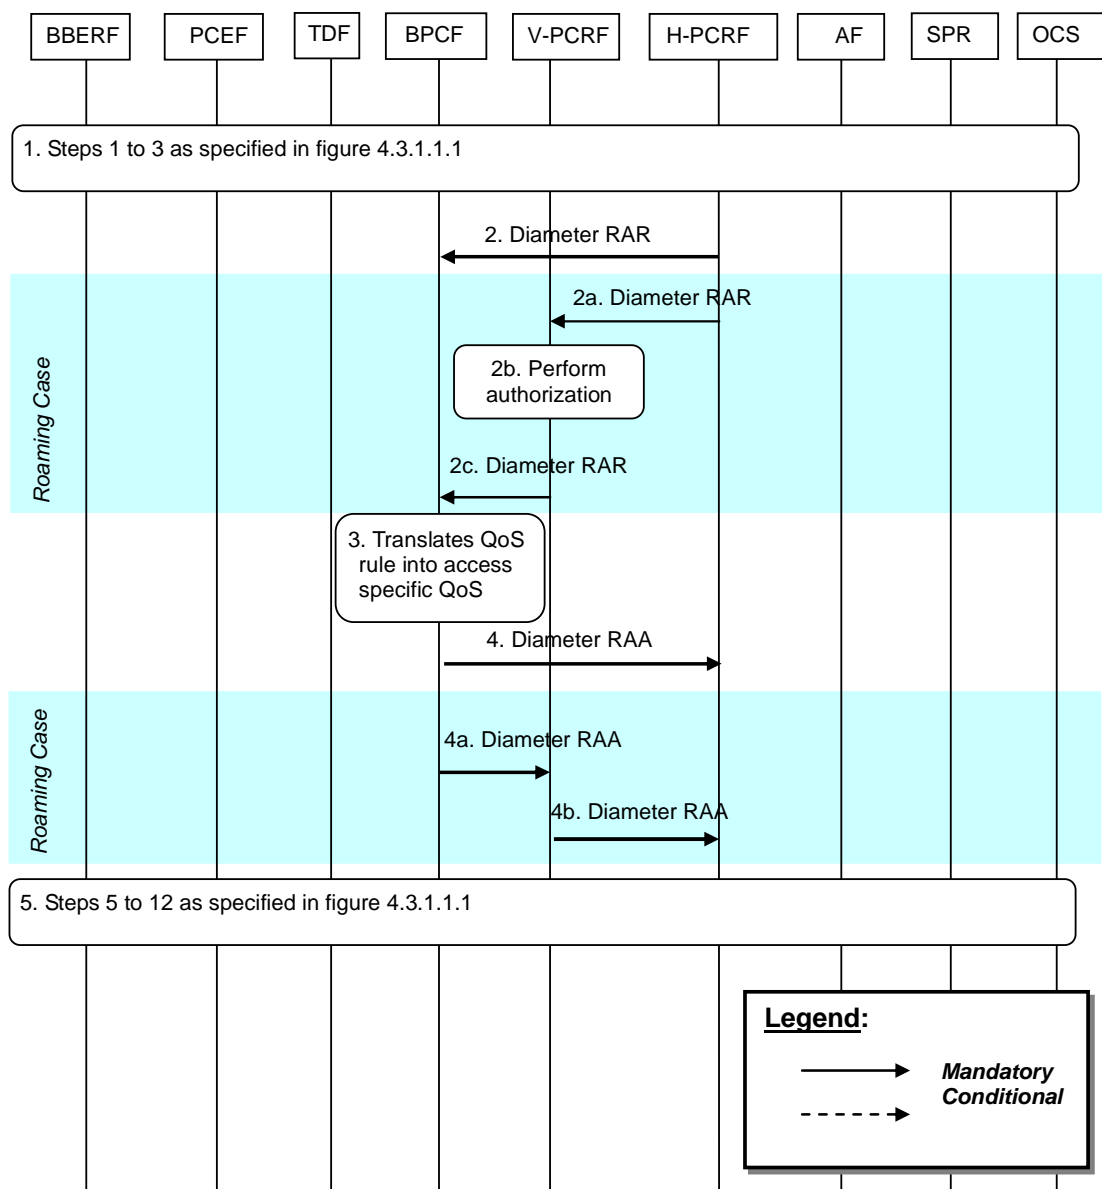 BBERF PCEF TDF BPCF V-PCRF H-PCRF AF SPR OCS
1. Steps 1 to 3 as specified in figure 4.3.1.1.1
2. Diameter RAR
Roaming Case
2a. Diameter RAR
2b. Perform
authorization
2c. Diameter RAR
3. Translates QoS
rule into access
specific QoS
4. Diameter RAA
Roaming Case
4a. Diameter RAA
4b. Diameter RAA
5. Steps 5 to 12 as specified in figure 4.3.1.1.1
Legend:
Mandatory
Conditional